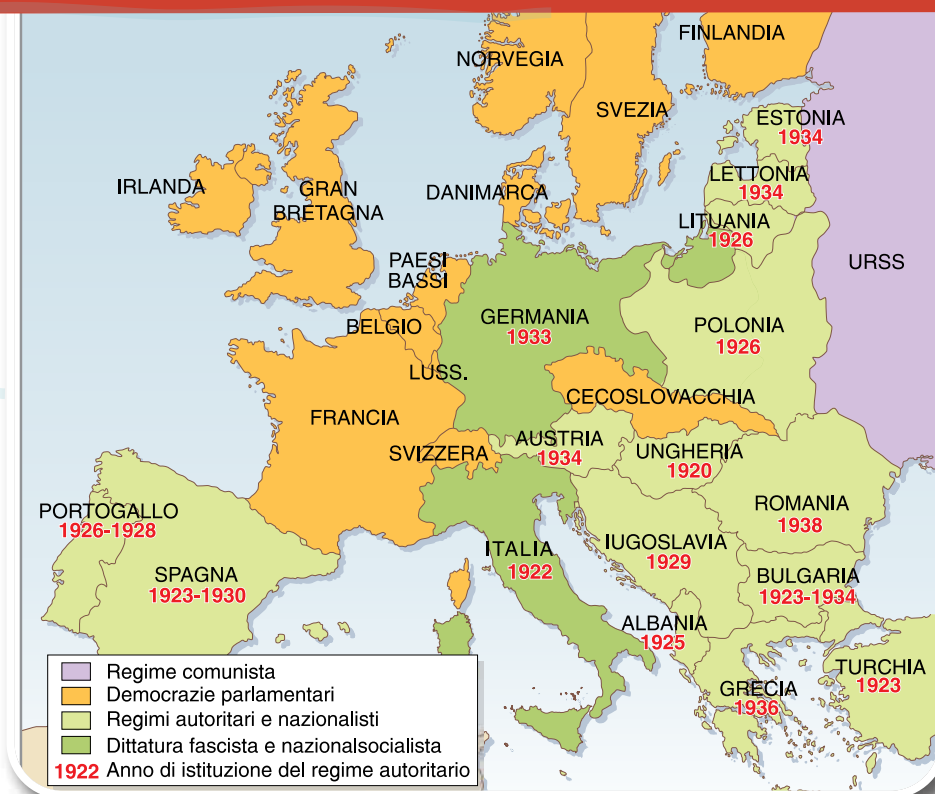 FINLANDIA
NORVEGIA
SVEZIA
ESTONIA
1934
LETTONIA
1934
IRLANDA
GRAN
BRETAGNA
DANIMARCA
LITUANIA
1926
PAESI
BASSI
URSS
BELGIO
GERMANIA
1933
POLONIA
1926
LUSS.
CECOSLOVACCHIA
FRANCIA
SVIZZERA
AUSTRIA
1934
UNGHERIA
1920
PORTOGALLO
1926-1928
ROMANIA
1938
ITALIA
1922
IUGOSLAVIA
1929
SPAGNA
1923-1930
BULGARIA
1923-1934
ALBANIA
1925
TURCHIA
1923
GRECIA
1936
Regime comunista
Democrazie parlamentari
Regimi autoritari e nazionalisti
Dittatura fascista e nazionalsocialista
1922 Anno di istituzione del regime autoritario